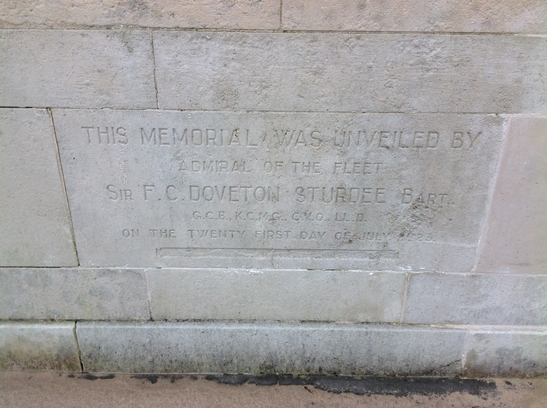 THIS MEMORIAL WAS UNVEILED BY
ADMIRAL OF THE FLEET
SIR F.C. DOVETON STURDEE BART.
G.C.B., K.C.M.G., C.V.O., LL.D.
ON THE TWENTY FIRST DAY OF JULY